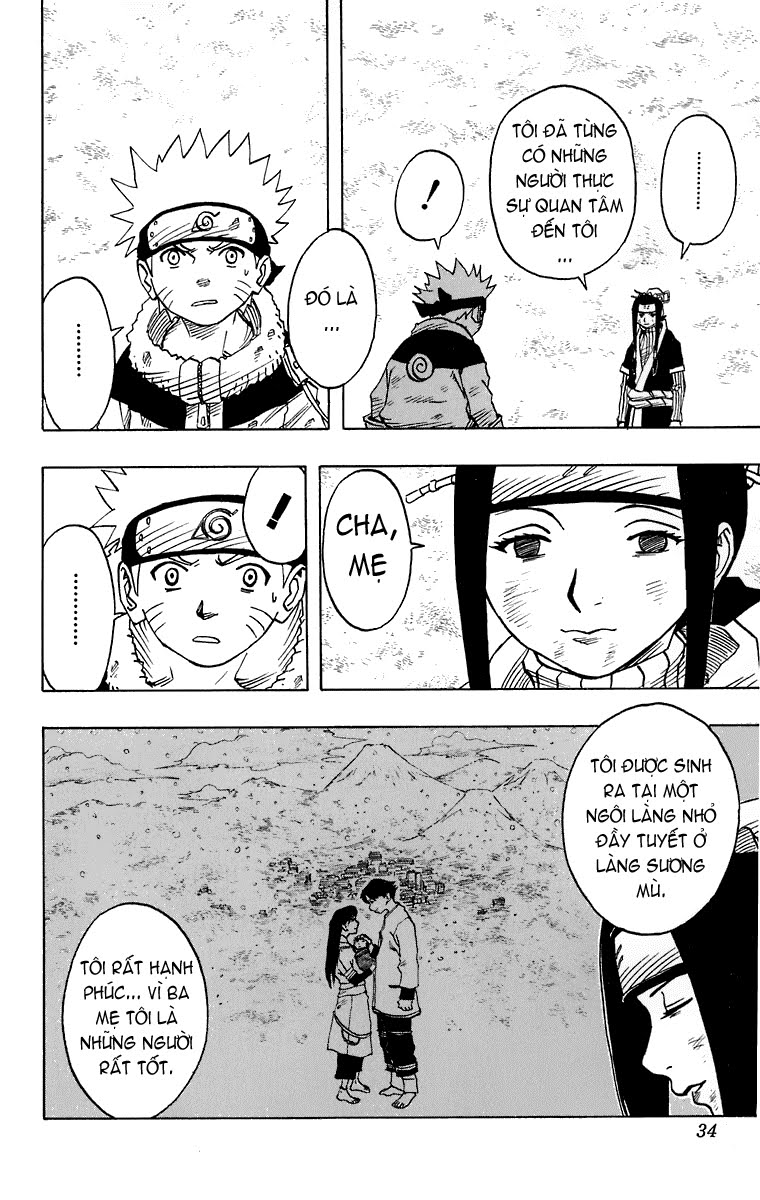 ..........
TÔI ĐÃ TỪNG
CÓ NHỮNG
NGƯỜI THỰC
SỰ QUAN TÂM
ĐẾN TÔI
...
!
ĐÓ LÀ
...
..........
CHA,
MẸ
!
..........
TÔI ĐƯỢC SINH
RA TẠI MỘT
NGÔI LÀNG NHỎ
ĐẦY TUYẾT Ở
LÀNG SƯƠNG
MÙ.
TÔI RẤT HẠNH
PHÚC... VÌ BA
MẸ TÔI LÀ
NHỮNG NGƯỜI
RẤT TỐT.
34